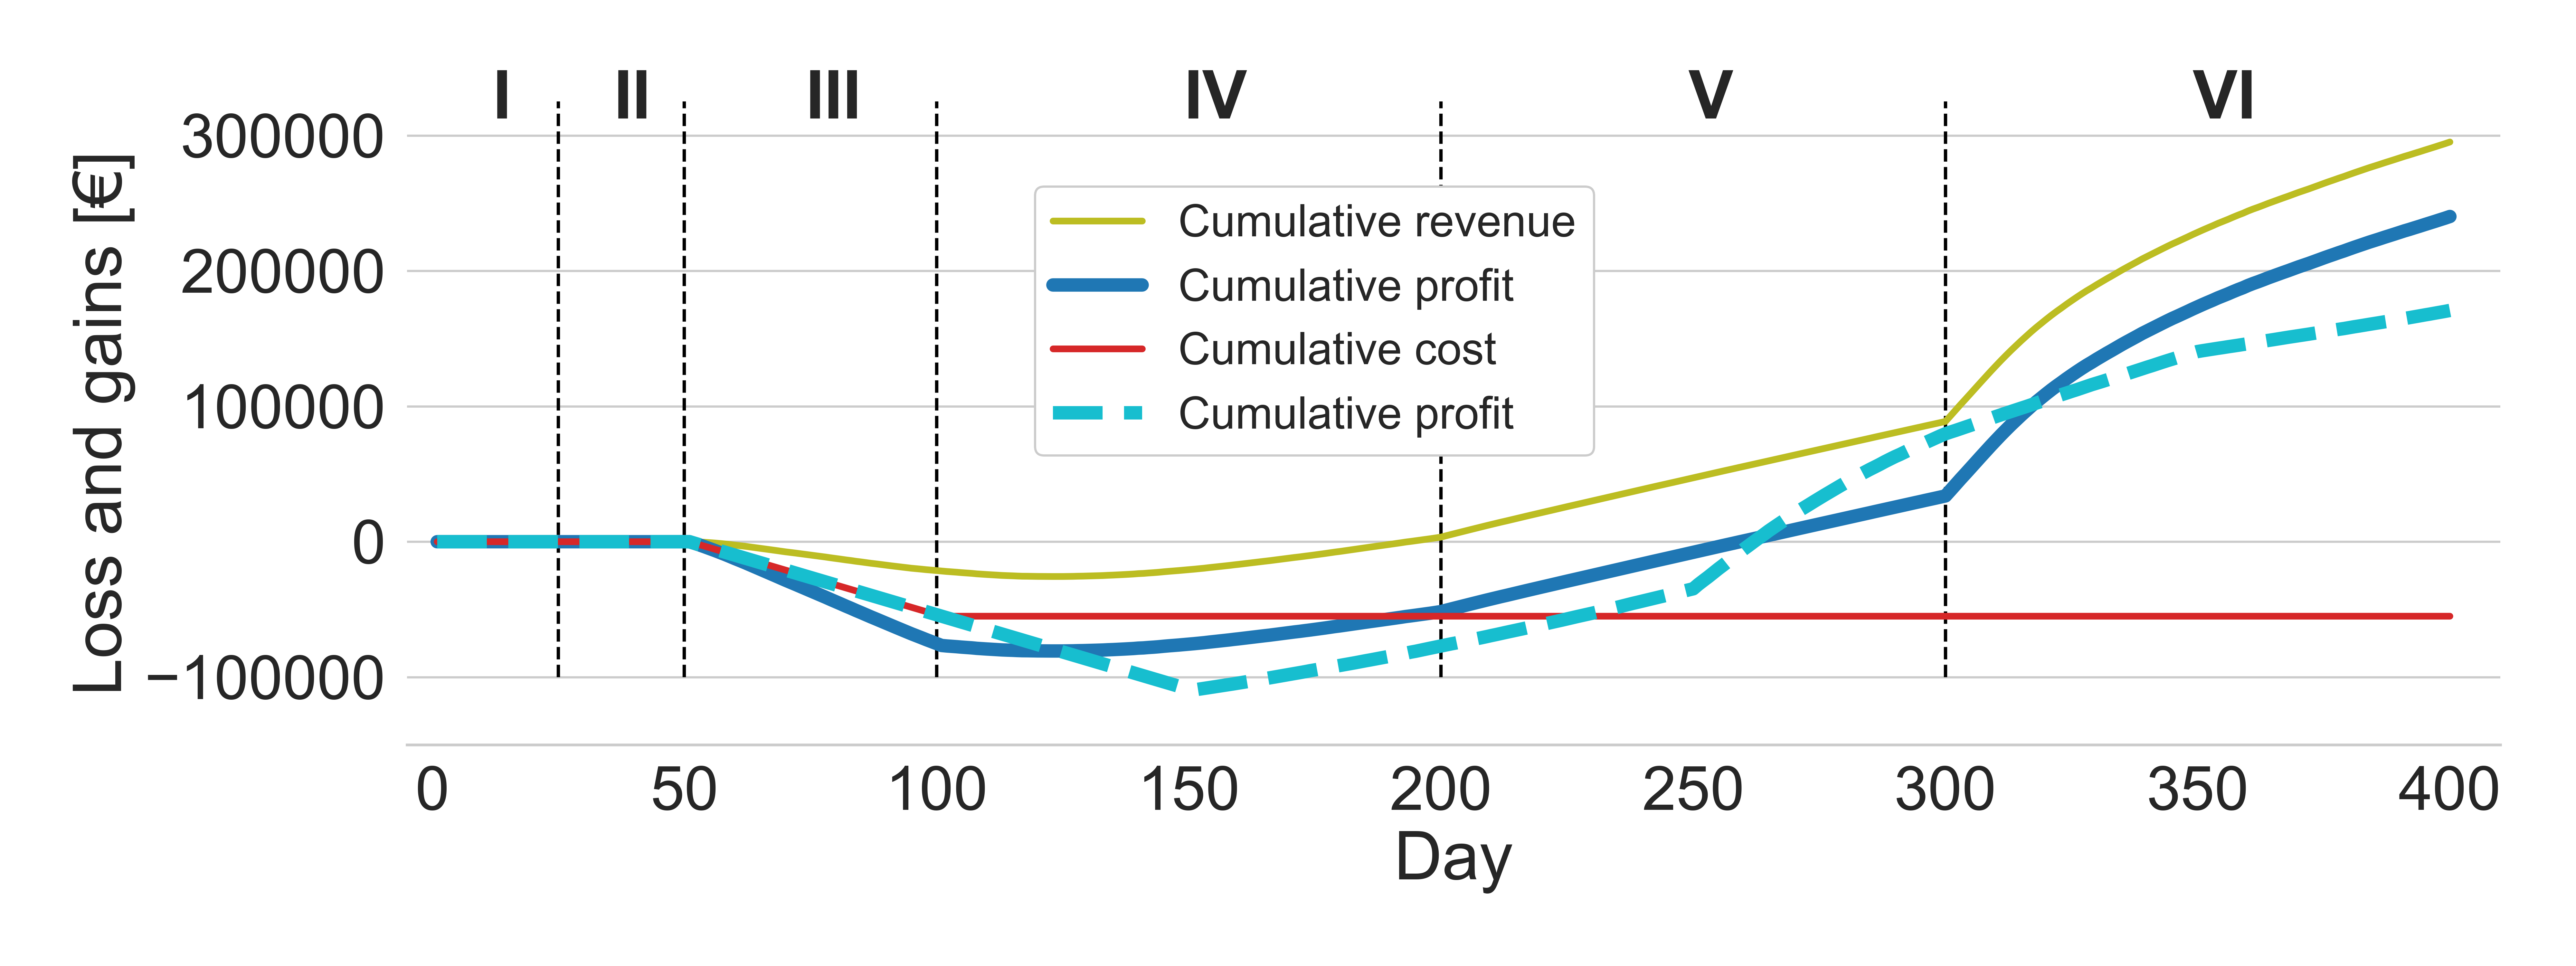 I II III IV V VI
300000
200000
100000
0
−100000
Loss and gains [€]
Cumulative revenue
Cumulative profit
Cumulative cost
Cumulative profit
0 50 100 150 200 250 300 350 400
Day